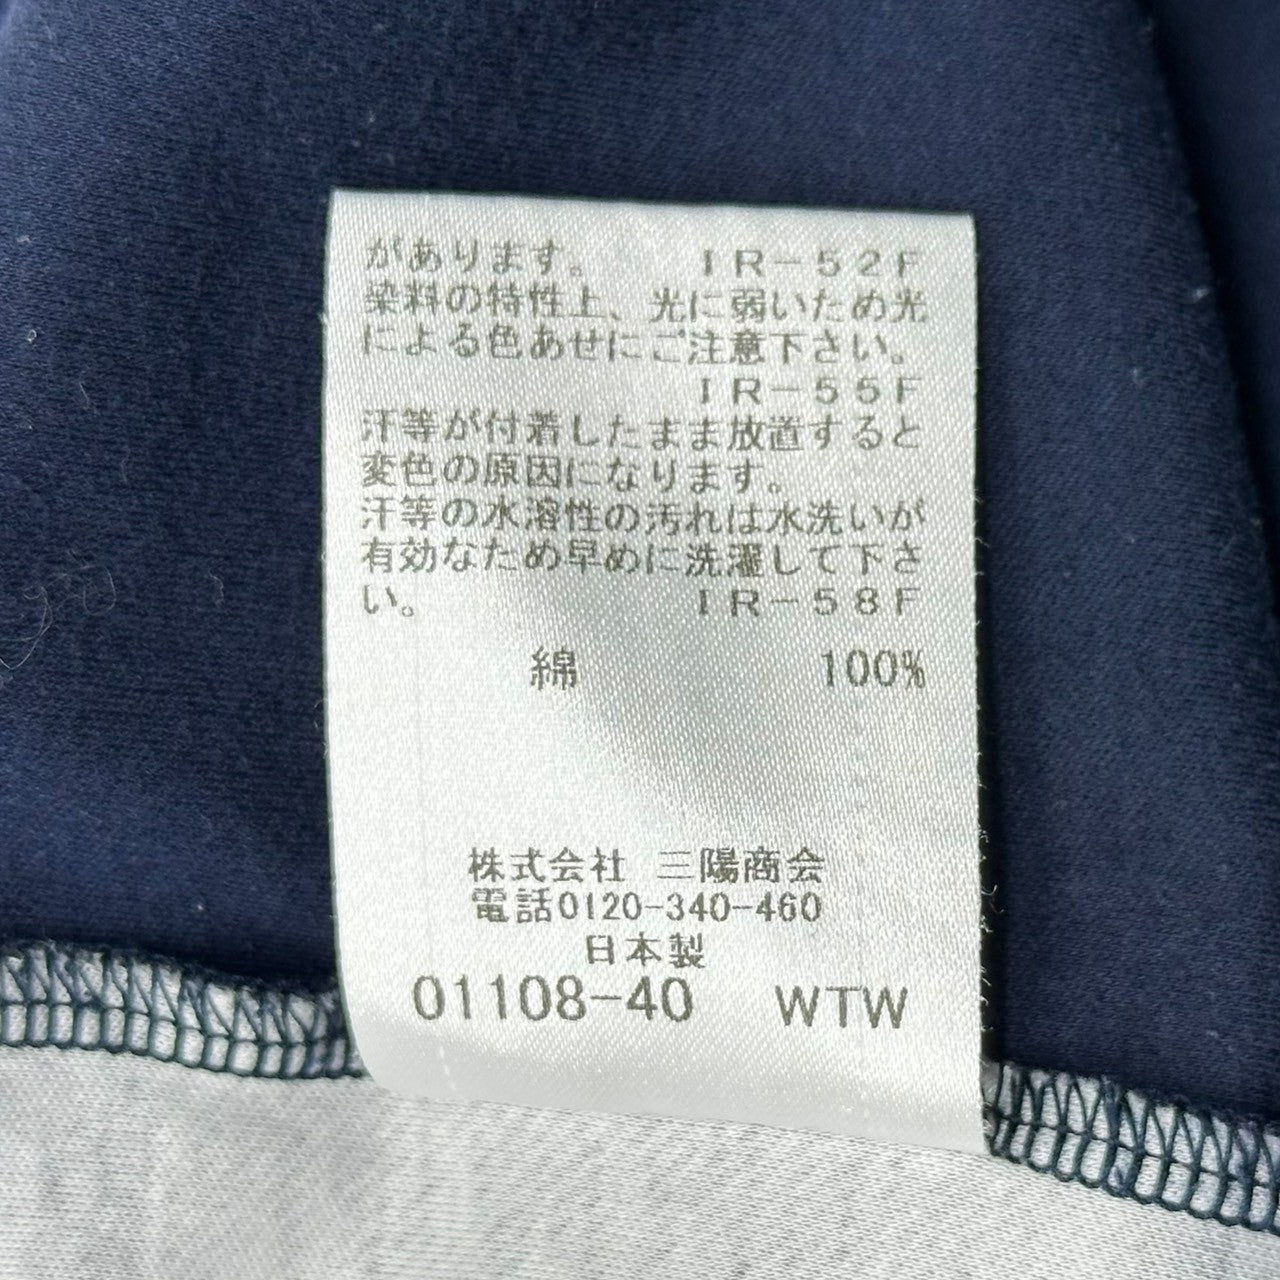 があります。 IR-52F
染料の特性上、光に弱いため光
による色あせにご注意下さい。
IR-55F
汗等が付着したまま放置すると
変色の原因になります。
汗等の水溶性の汚れは水洗いが
有効なため早めに洗濯して下さ
い。 IR-58F
綿 100%
株式会社 三陽商会
電話0120-340-460
日本製
01108-40 WTW